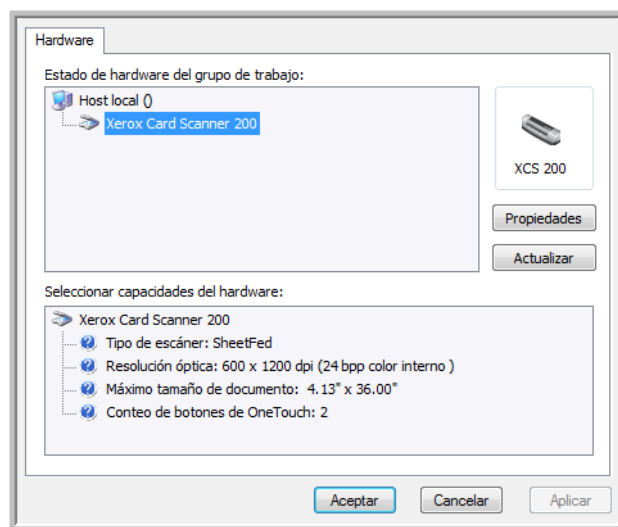 Hardware
Estado de hardware del grupo de trabajo:
Host local ()
Xerox Card Scanner 200
XCS 200
Propiedades
Actualizar
Seleccionar capacidades del hardware:
Xerox Card Scanner 200
Tipo de escáner: SheetFed
Resolución óptica: 600 x 1200 dpi (24 bpp color interno )
Máximo tamaño de documento: 4.13" x 36.00"
Conteo de botones de OneTouch: 2
Aceptar
Cancelar
Aplicar